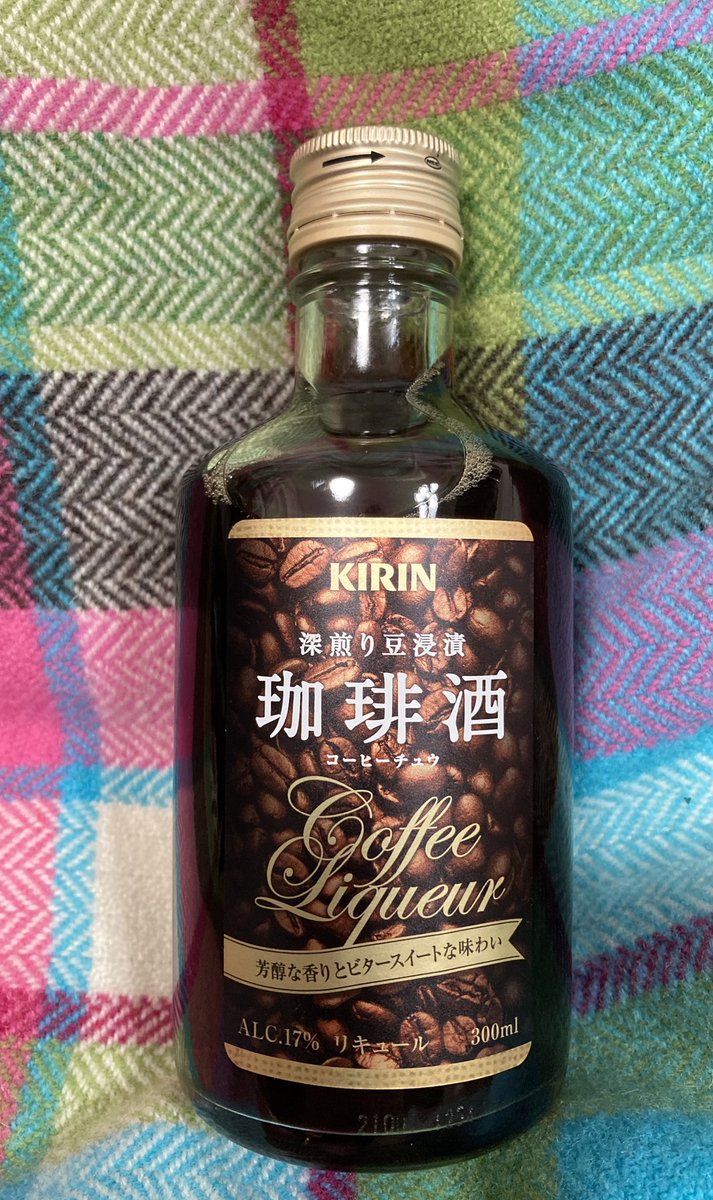 KIRIN
深煎り豆浸漬
珈琲酒
コーヒーチュウ
Coffee
Liqueur
芳醇な香りとビタースイートな味わい
ALC.17% リキュール 300ml